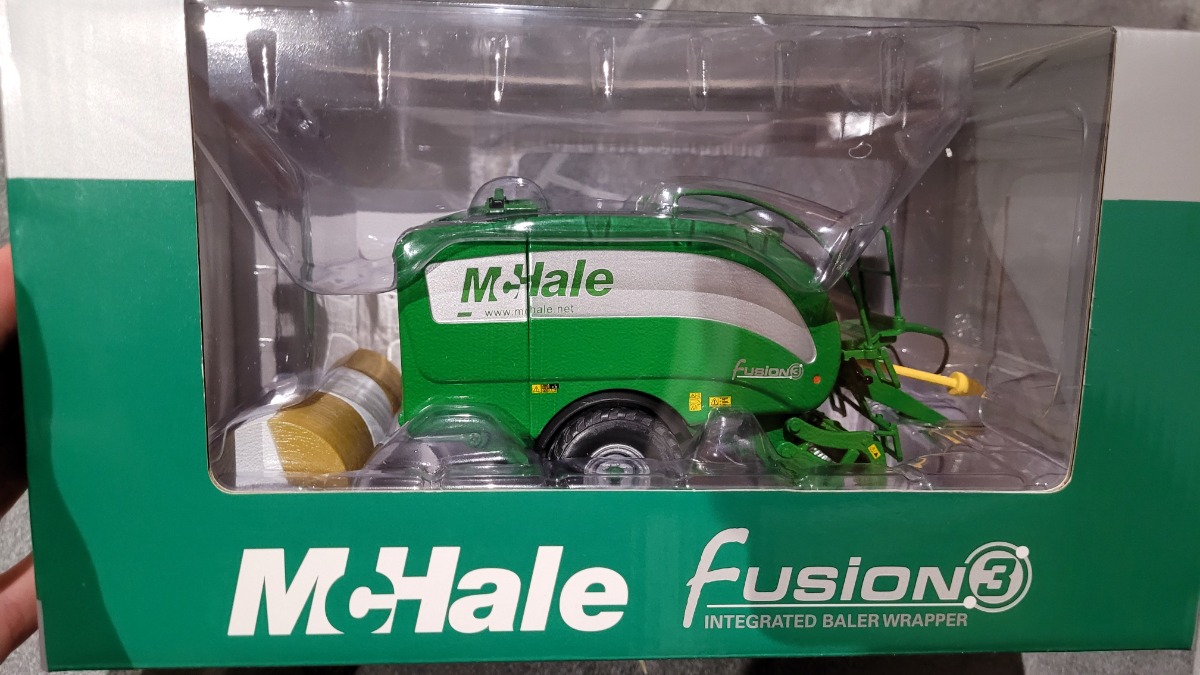 McHale
www.mchale.net
fusion3
McHale
fusion3
INTEGRATED BALER WRAPPER